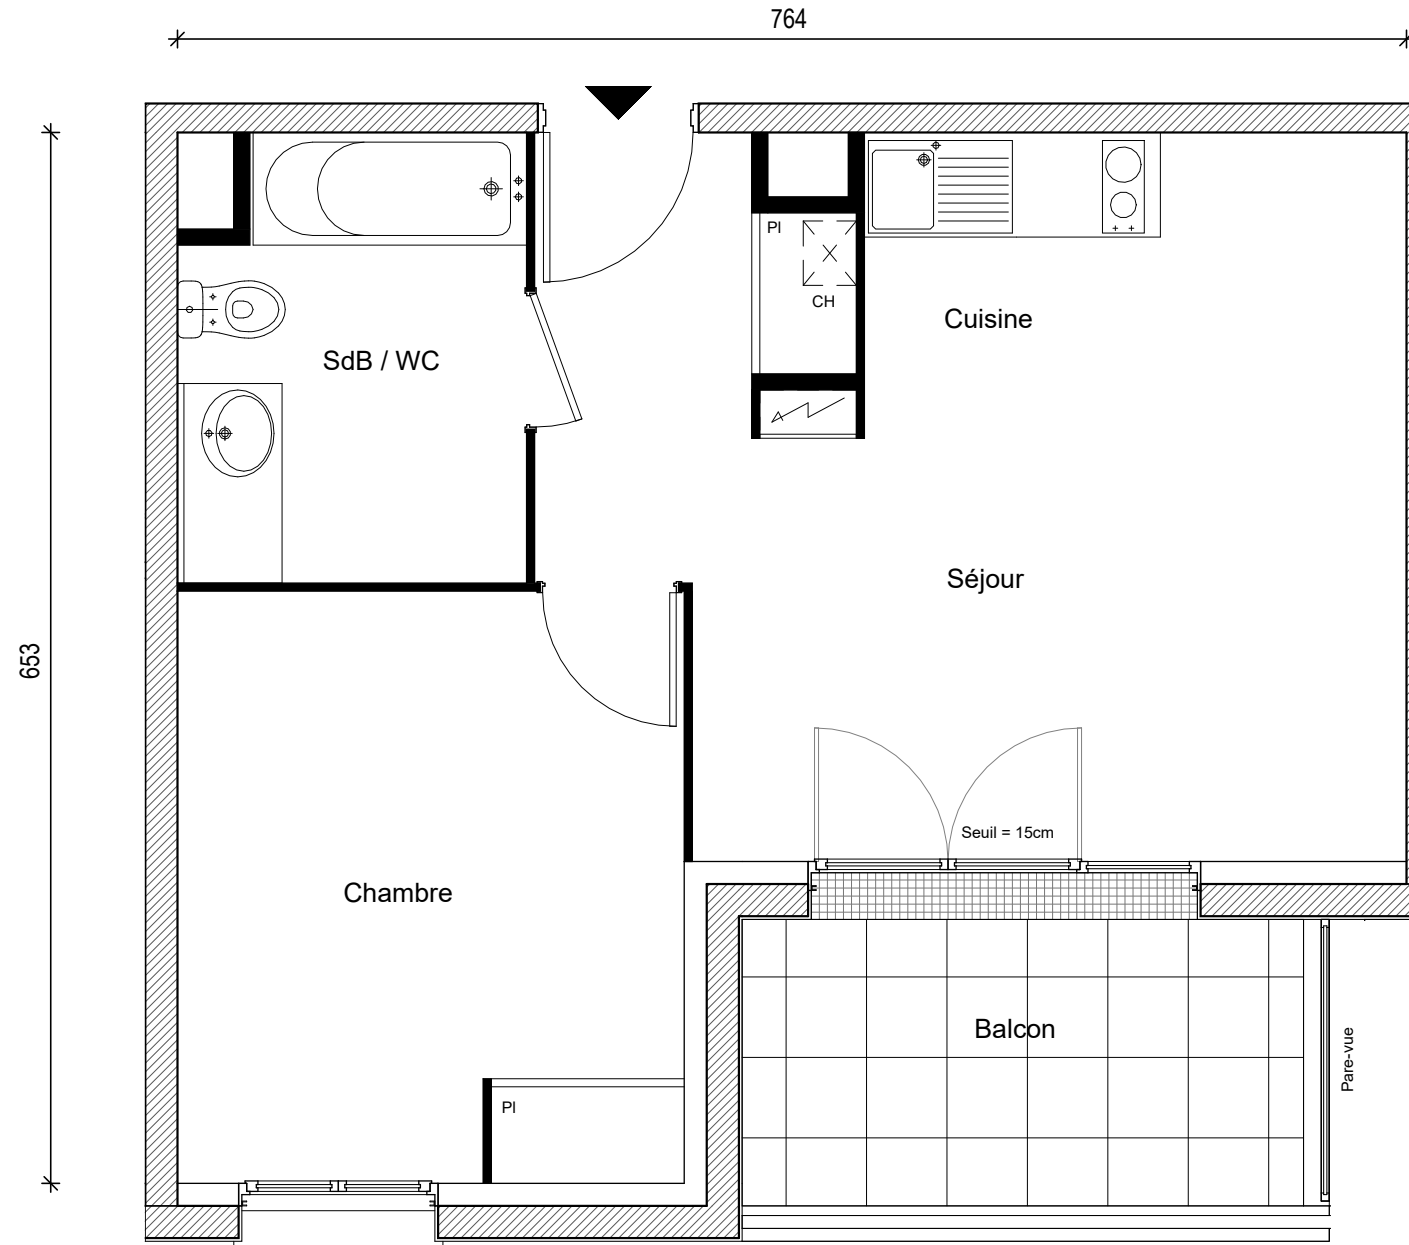 764
Pl
CH
Cuisine
SdB / WC
Séjour
653
Seuil = 15cm
Chambre
Balcon
Pare-vue
Pl